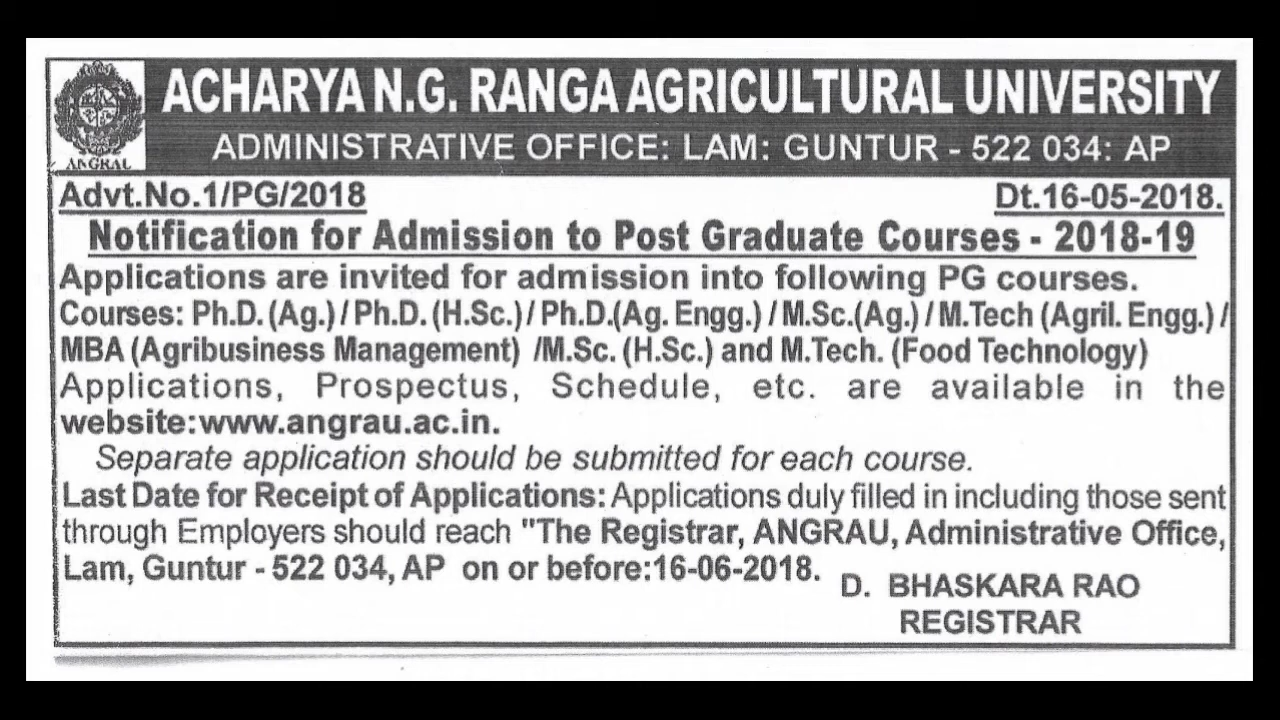 ACHARYA N.G. RANGA AGRICULTURAL UNIVERSITY
ADMINISTRATIVE OFFICE: LAM: GUNTUR - 522 034: AP
ANGRAU
Advt.No.1/PG/2018 Dt.16-05-2018.
Notification for Admission to Post Graduate Courses - 2018-19
Applications are invited for admission into following PG courses.
Courses: Ph.D. (Ag.) / Ph.D. (H.Sc.) / Ph.D.(Ag. Engg.) / M.Sc.(Ag.) / M.Tech (Agril. Engg.) /
MBA (Agribusiness Management) /M.Sc. (H.Sc.) and M.Tech. (Food Technology)
Applications, Prospectus, Schedule, etc. are available in the
website:www.angrau.ac.in.
Separate application should be submitted for each course.
Last Date for Receipt of Applications: Applications duly filled in including those sent
through Employers should reach "The Registrar, ANGRAU, Administrative Office,
Lam, Guntur - 522 034, AP on or before:16-06-2018.
D. BHASKARA RAO
REGISTRAR